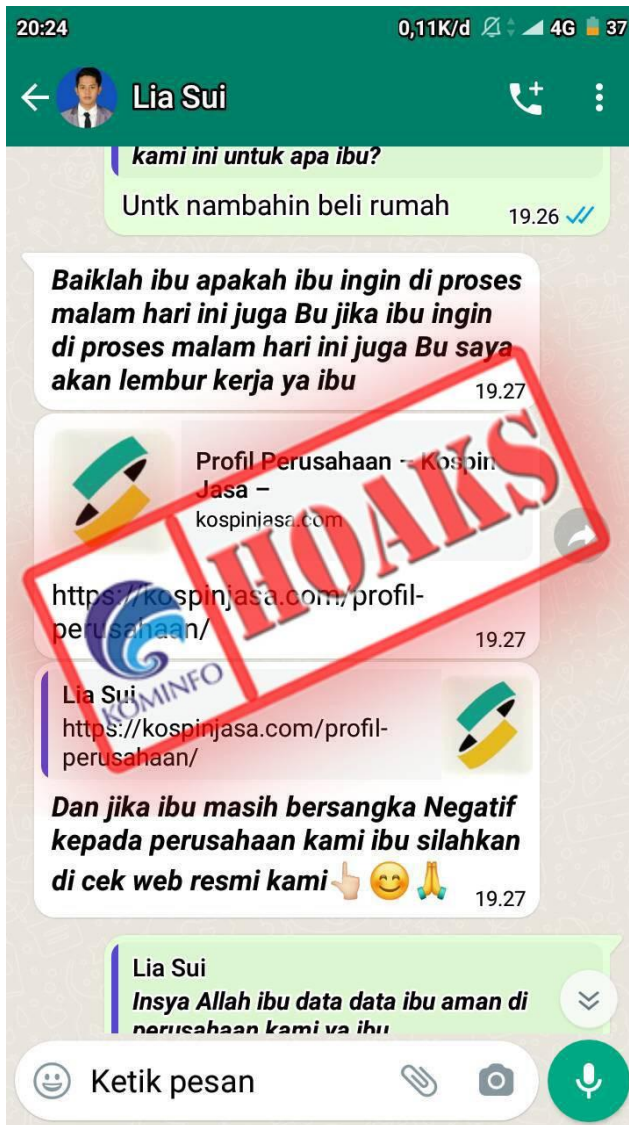 20:24
0,11K/d 4G 37
Lia Sui
kami ini untuk apa ibu?
Untk nambahin beli rumah
19.26
Baiklah ibu apakah ibu ingin di proses
malam hari ini juga Bu jika ibu ingin
di proses malam hari ini juga Bu saya
akan lembur kerja ya ibu
19.27
Profil Perusahaan – Kospin
Jasa –
kospinjasa.com
HOAKS
KOMINFO
https://kospinjasa.com/profil-
perusahaan/
19.27
Lia Sui
https://kospinjasa.com/profil-
perusahaan/
Dan jika ibu masih bersangka Negatif
kepada perusahaan kami ibu silahkan
di cek web resmi kami👆🏻😊🙏
19.27
Lia Sui
Insya Allah ibu data data ibu aman di
perusahaan kami ya ibu
Ketik pesan